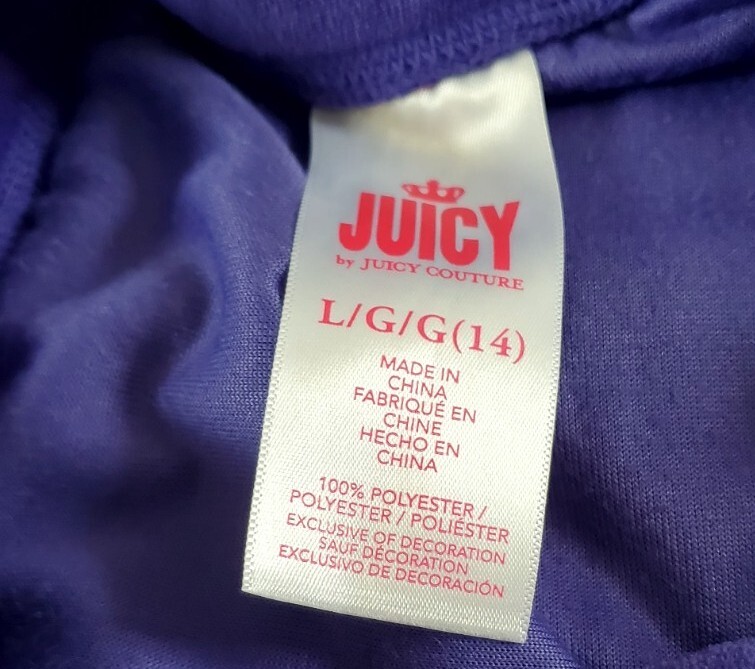 JUICY
by JUICY COUTURE
L/G/G(14)
MADE IN
CHINA
FABRIQUÉ EN
CHINE
HECHO EN
CHINA
100% POLYESTER /
POLYESTER / POLIÉSTER
EXCLUSIVE OF DECORATION
SAUF DÉCORATION
EXCLUSIVO DE DECORACIÓN